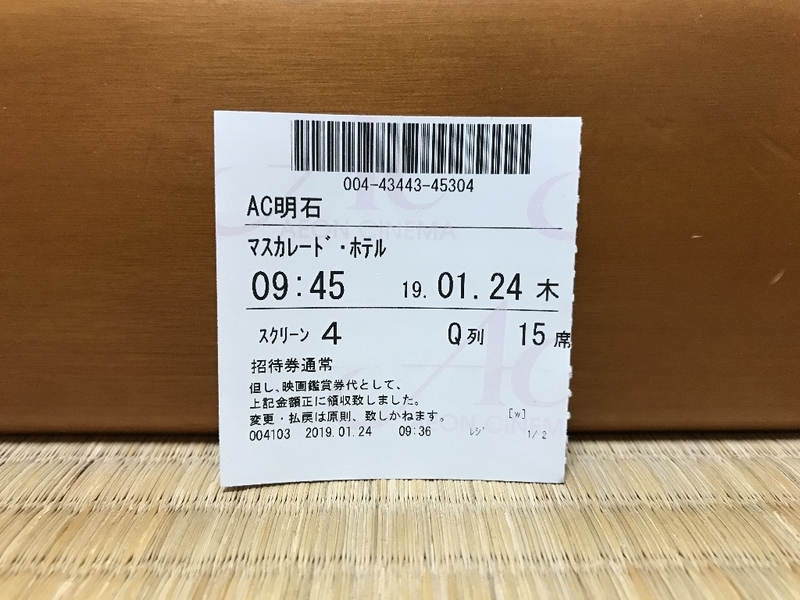 004-43443-45304
AC明石
AEON CINEMA
マスカレード・ホテル
09:45 19.01.24 木
スクリーン 4 Q列 15席
招待券通常
但し、映画鑑賞券代として、
上記金額正に領収致しました。
変更・払戻は原則、致しかねます。 [w]
004103 2019.01.24 09:36 レジ 1/2